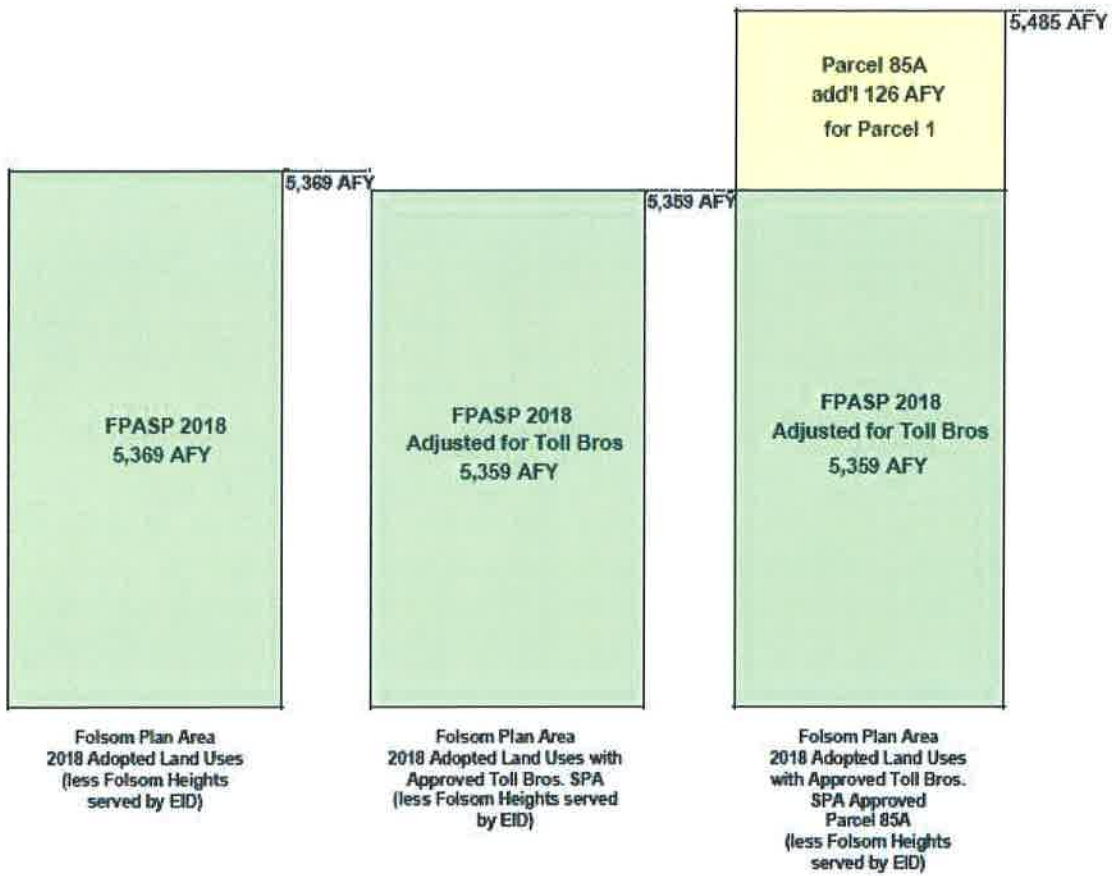 5,485 AFY
Parcel 85A
add'l 126 AFY
for Parcel 1
5,369 AFY
5,359 AFY
FPASP 2018
5,369 AFY
FPASP 2018
Adjusted for Toll Bros
5,359 AFY
FPASP 2018
Adjusted for Toll Bros
5,359 AFY
Folsom Plan Area
2018 Adopted Land Uses
(less Folsom Heights
served by EID)
Folsom Plan Area
2018 Adopted Land Uses with
Approved Toll Bros. SPA
(less Folsom Heights served
by EID)
Folsom Plan Area
2018 Adopted Land Uses
with Approved Toll Bros.
SPA Approved
Parcel 85A
(less Folsom Heights
served by EID)